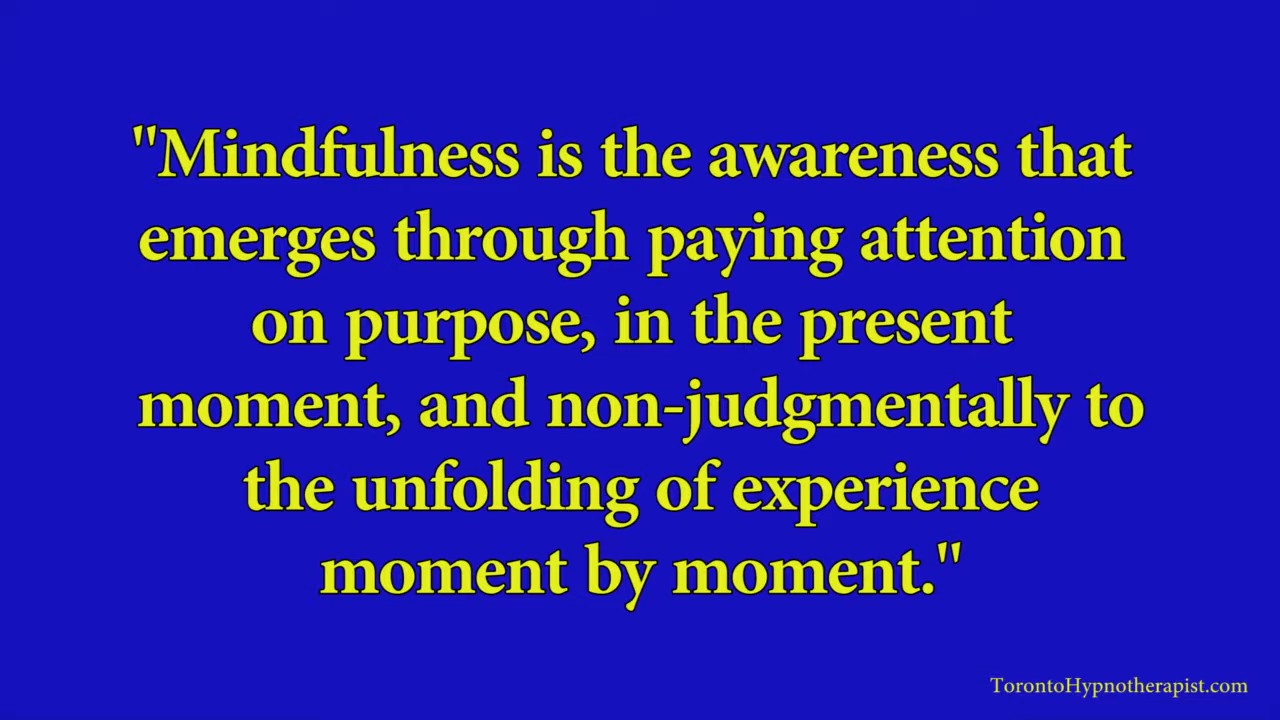 "Mindfulness is the awareness that
emerges through paying attention
on purpose, in the present
moment, and non-judgmentally to
the unfolding of experience
moment by moment."
TorontoHypnotherapist.com